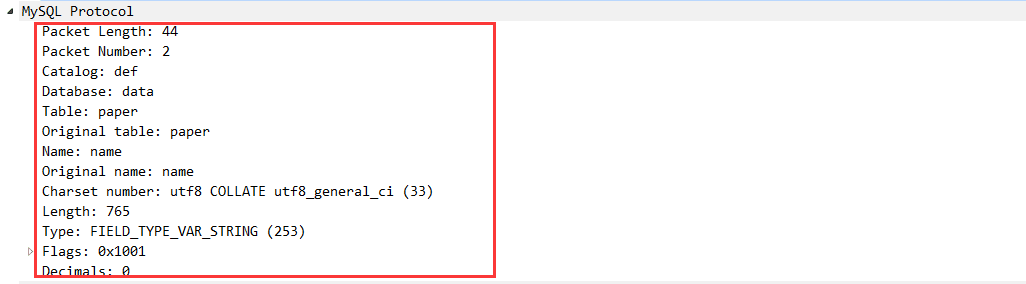 MySQL Protocol
Packet Length: 44
Packet Number: 2
Catalog: def
Database: data
Table: paper
Original table: paper
Name: name
Original name: name
Charset number: utf8 COLLATE utf8_general_ci (33)
Length: 765
Type: FIELD_TYPE_VAR_STRING (253)
Flags: 0x1001
Decimals: 0